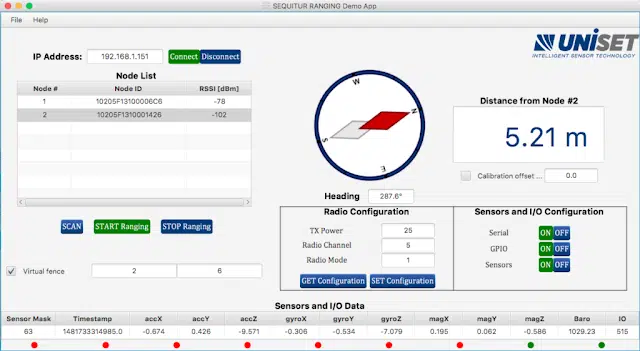 SEQUITUR RANGING Demo App
File Help
UNISET
INTELLIGENT SENSOR TECHNOLOGY
IP Address: 192.168.1.151 Connect Disconnect
Node List
Node # Node ID RSSI [dBm]
1 10205F13100006C6 -78
2 10205F1310001426 -102
SCAN START Ranging STOP Ranging
Virtual fence 2 6
W
N
S
E
Heading 287.6°
Distance from Node #2
5.21 m
Calibration offset ... 0.0
Radio Configuration
TX Power 25
Radio Channel 5
Radio Mode 1
GET Configuration SET Configuration
Sensors and I/O Configuration
Serial ON OFF
GPIO ON OFF
Sensors ON OFF
Sensors and I/O Data
Sensor Mask Timestamp accX accY accZ gyroX gyroY gyroZ magX magY magZ Baro IO
63 1481733314985.0 -0.674 0.426 -9.571 -0.306 -0.534 -7.079 0.195 0.062 -0.586 1029.23 515